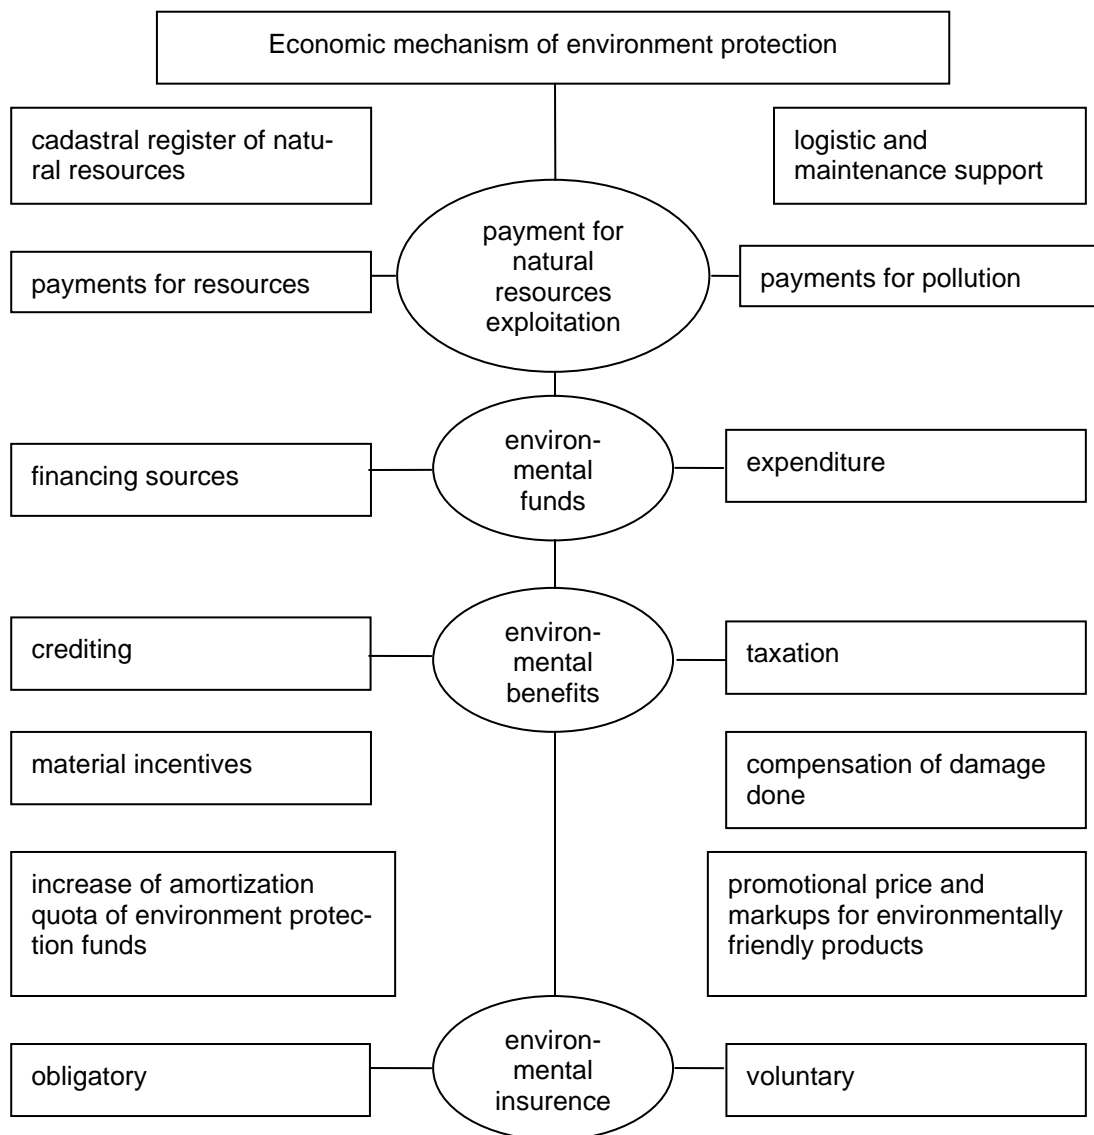 Economic mechanism of environment protection
cadastral register of natu-
ral resources
logistic and
maintenance support
payment for
natural
resources
exploitation
payments for resources
payments for pollution
environ-
mental
funds
financing sources
expenditure
environ-
mental
benefits
crediting
taxation
material incentives
compensation of damage
done
increase of amortization
quota of environment protec-
tion funds
promotional price and
markups for environmentally
friendly products
environ-
mental
insurence
obligatory
voluntary